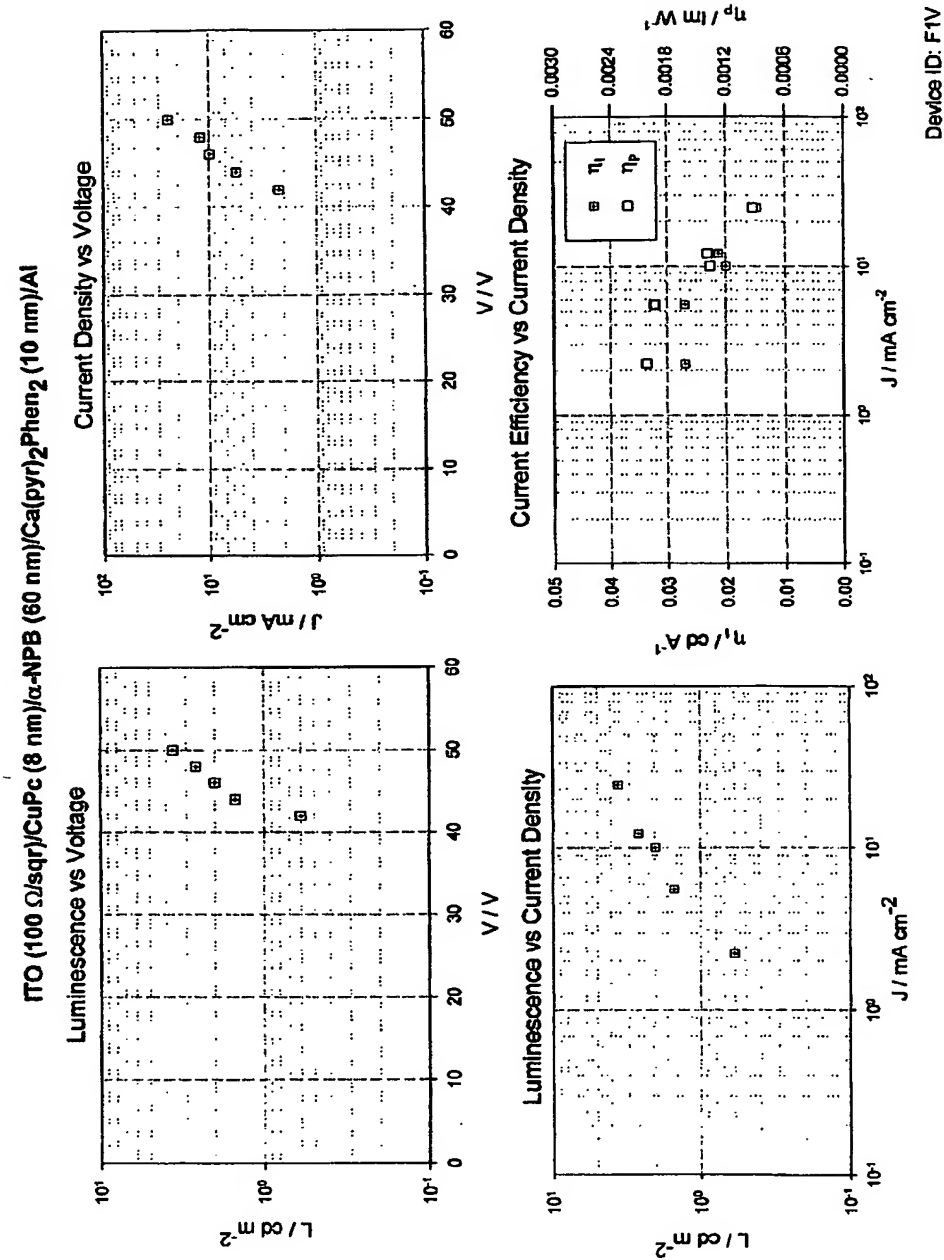 ITO (100 Ω/sqr)/CuPc (8 nm)/α-NPB (60 nm)/Ca(pyr)2Phen2 (10 nm)/Al
Luminescence vs Voltage
L / cd m-2
10¹
10⁰
10-1
0
10
20
30
40
50
60
V / V
Current Density vs Voltage
J / mA cm-2
10²
10¹
10⁰
10-1
0
10
20
30
40
50
60
V / V
Luminescence vs Current Density
L / cd m-2
10¹
10⁰
10-1
10-1
10⁰
10¹
10²
J / mA cm-2
Current Efficiency vs Current Density
ηI / cd A-1
0.05
0.04
0.03
0.02
0.01
0.00
10-1
10⁰
10¹
10²
J / mA cm-2
ηI
ηP
0.0030
0.0024
0.0018
0.0012
0.0006
0.0000
ηP / lm W-1
Device ID: F1V